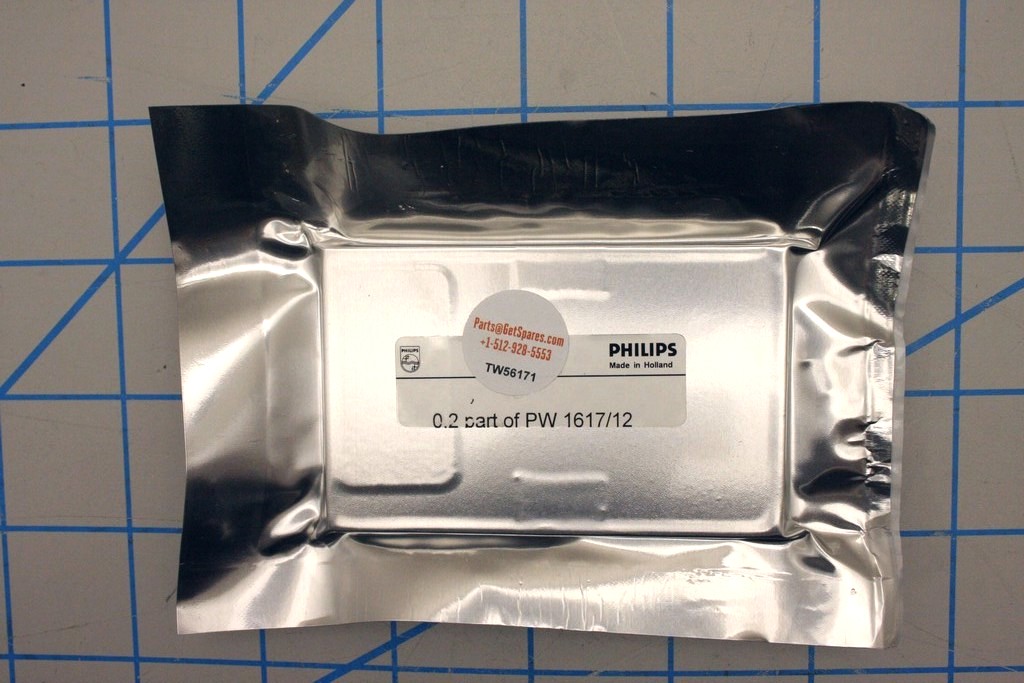 Parts@GetSpares.com
+1-512-928-5553
TW56171
PHILIPS
PHILIPS
Made in Holland
0.2 part of PW 1617/12